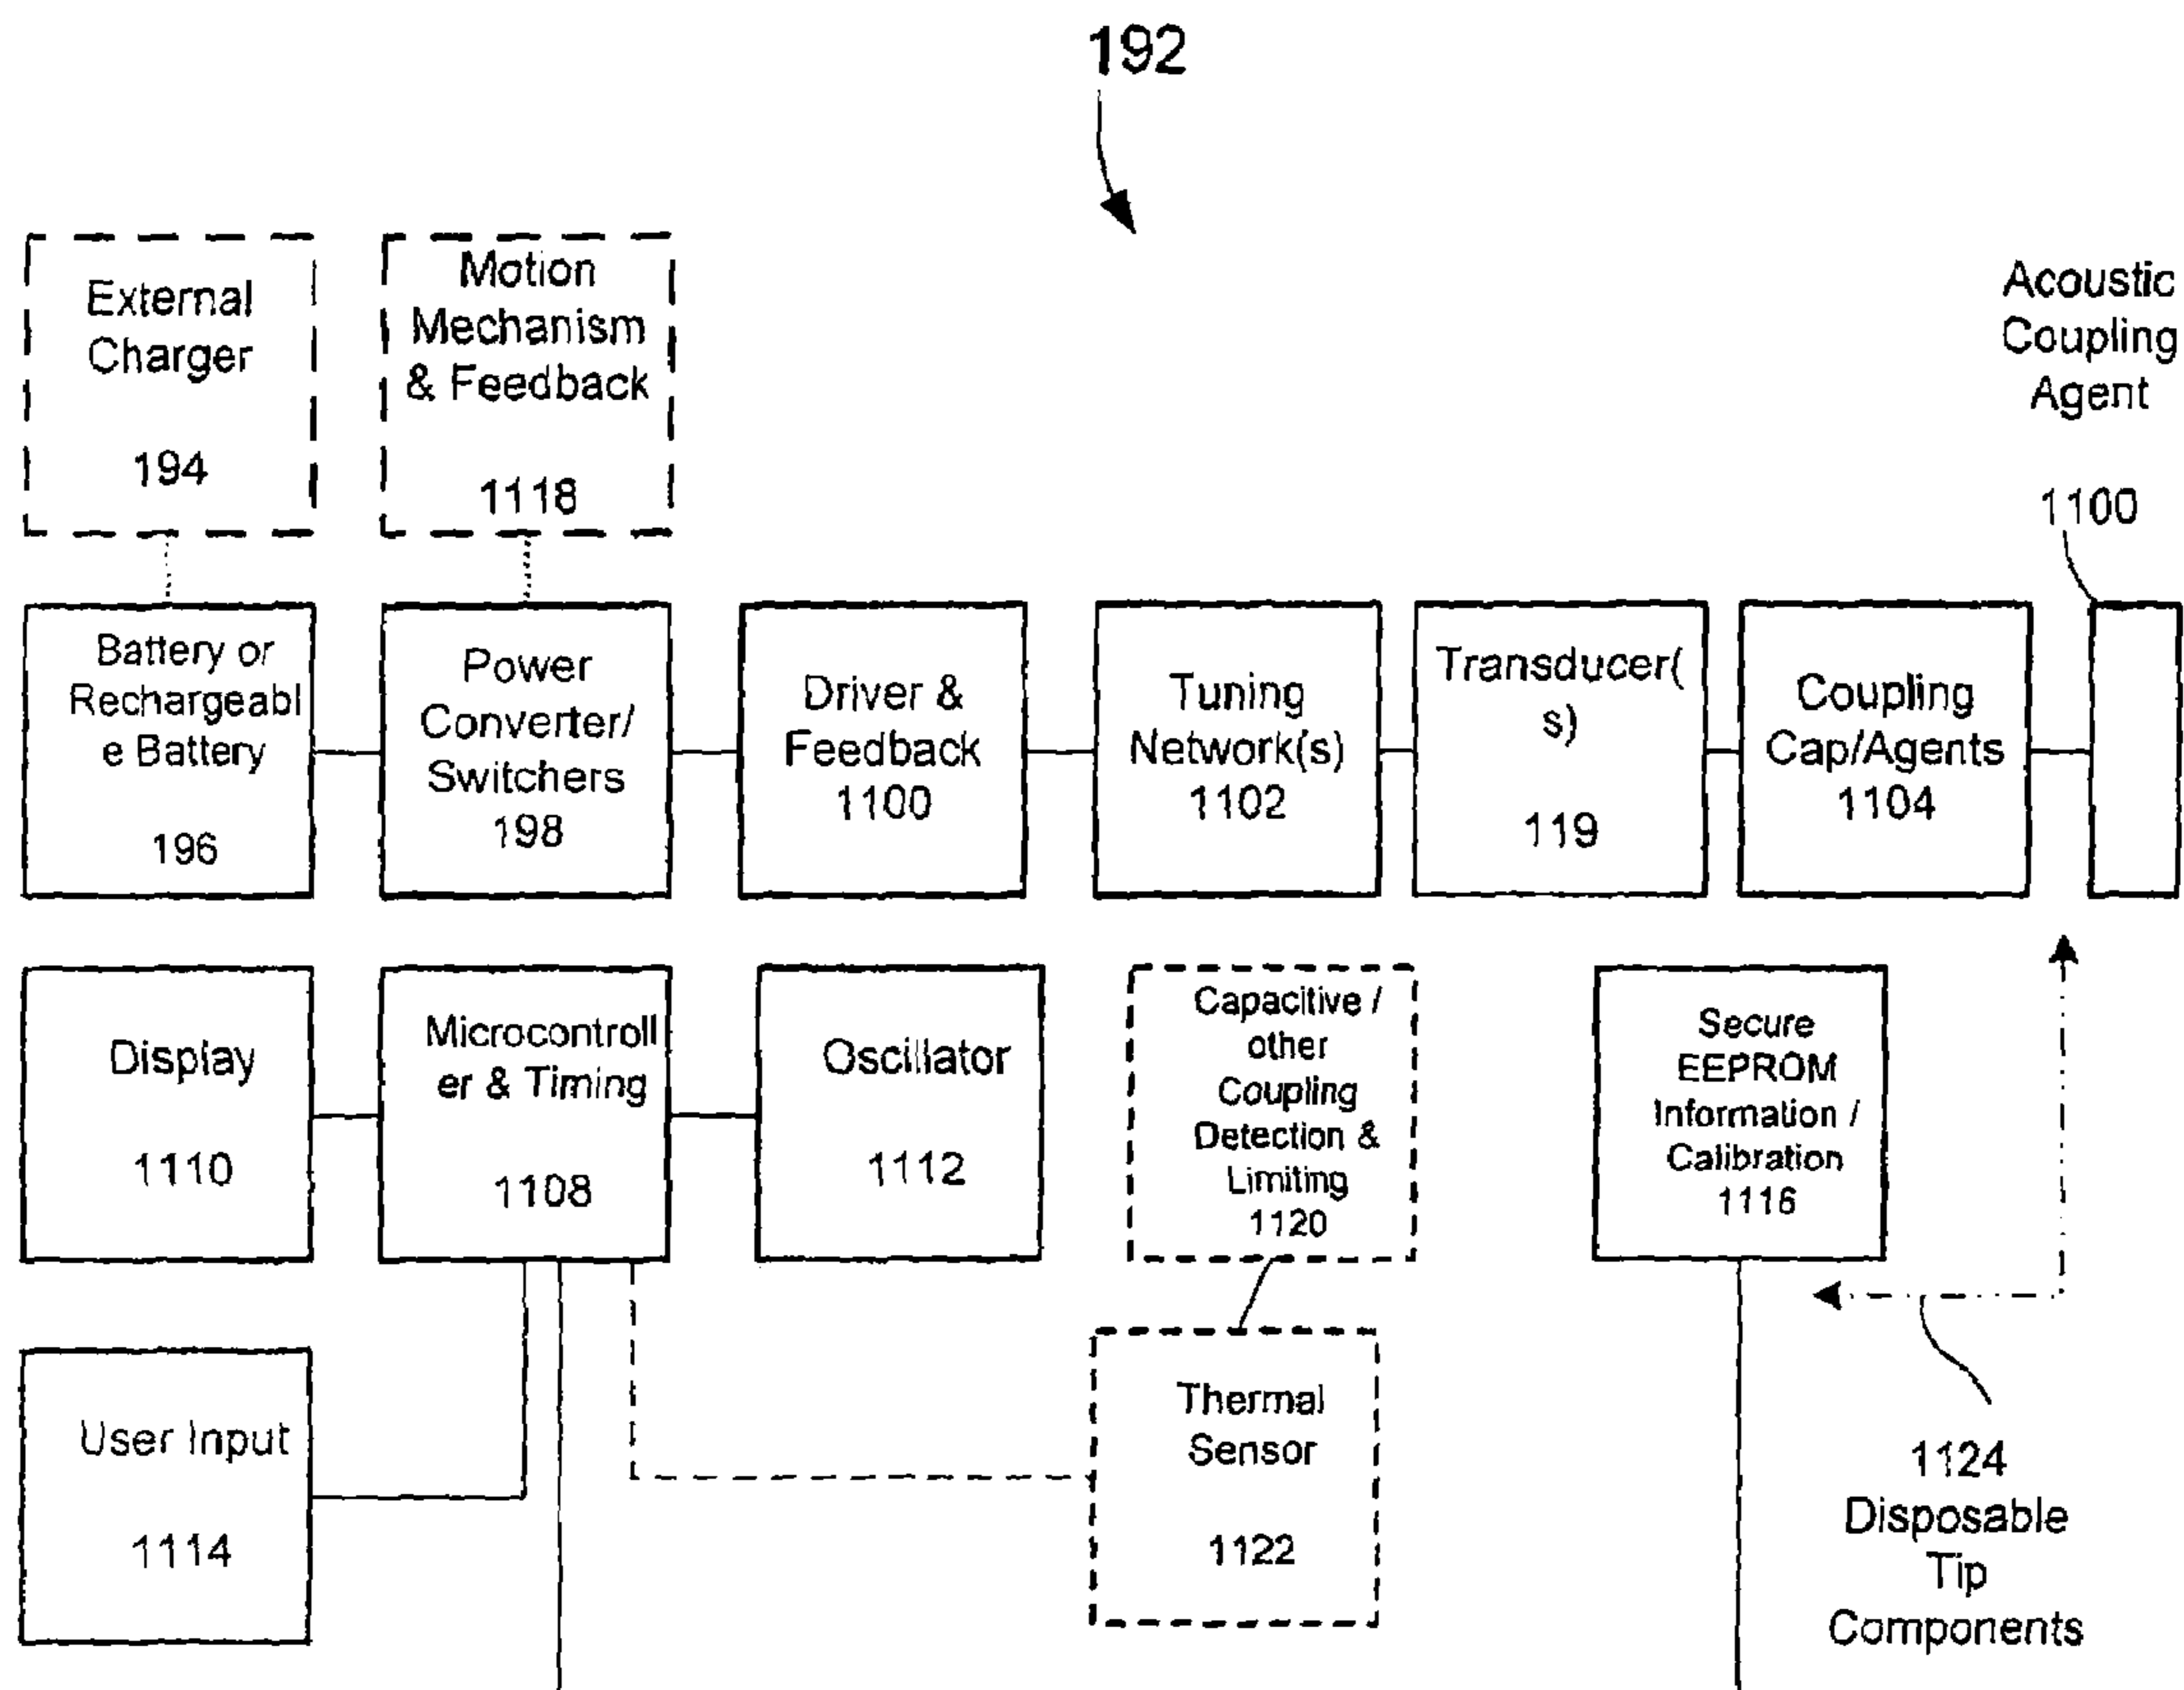 192
External
Charger
194
Motion
Mechanism
& Feedback
1118
Acoustic
Coupling
Agent
1100
Battery or
Rechargeabl
e Battery
196
Power
Converter/
Switchers
198
Driver &
Feedback
1100
Tuning
Network(s)
1102
Transducer(
s)
119
Coupling
Cap/Agents
1104
Display
1110
Microcontroll
er & Timing
1108
Oscillator
1112
Capacitive /
other
Coupling
Detection &
Limiting
1120
Secure
EEPROM
Information /
Calibration
1116
User Input
1114
Thermal
Sensor
1122
1124
Disposable
Tip
Components